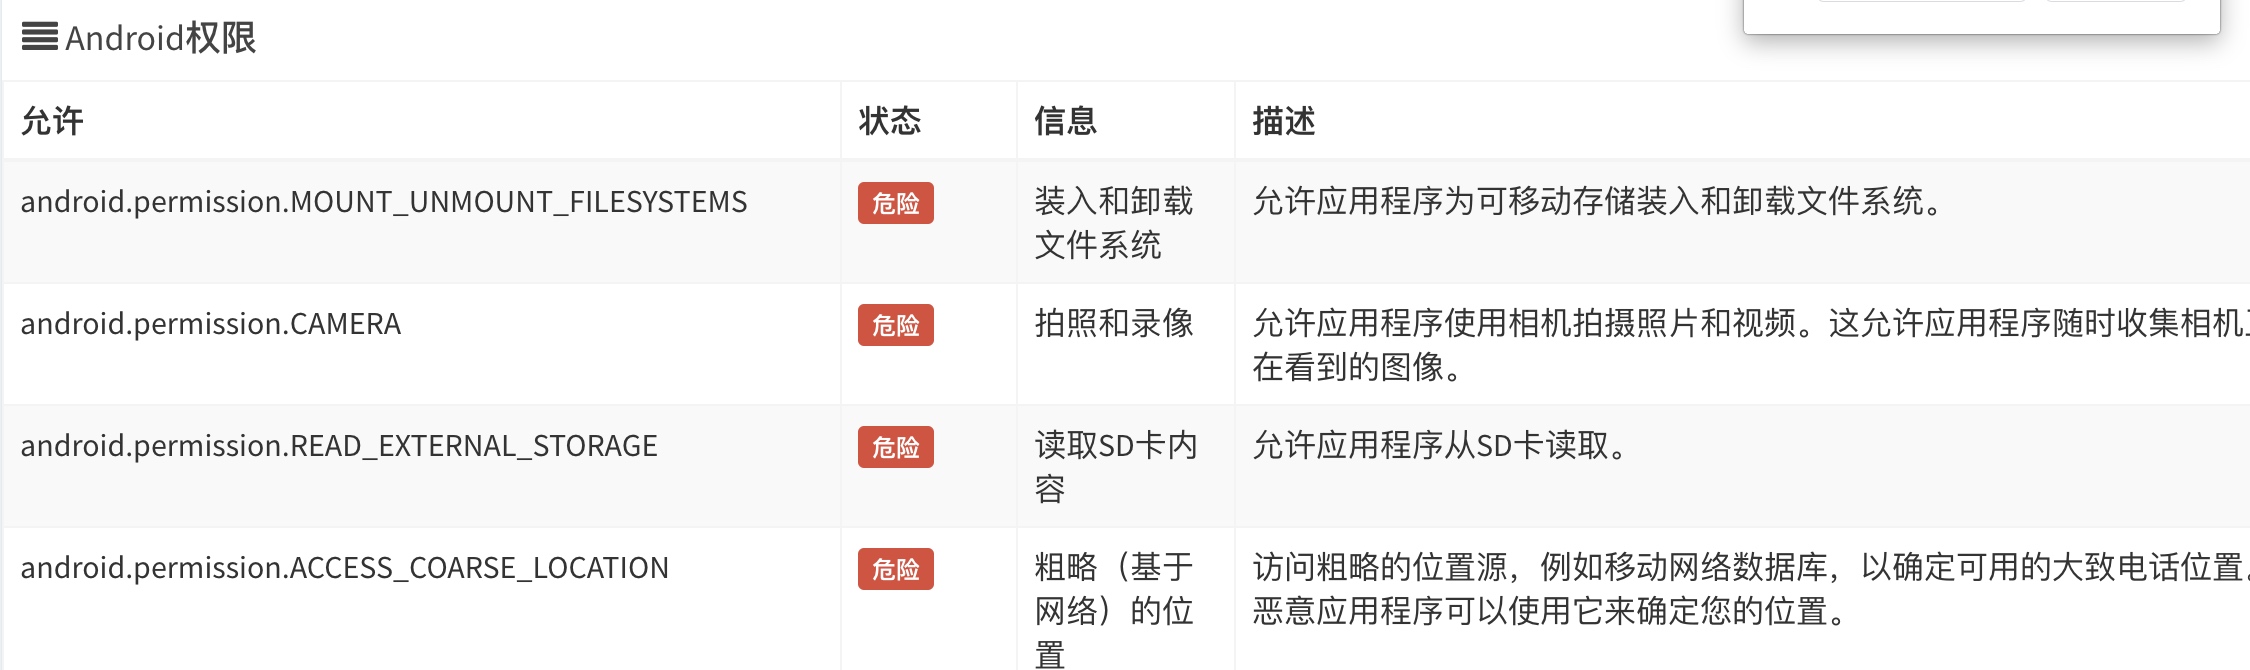 Android权限
允许 状态 信息 描述
android.permission.MOUNT_UNMOUNT_FILESYSTEMS 危险 装入和卸载 允许应用程序为可移动存储装入和卸载文件系统。
文件系统
android.permission.CAMERA 危险 拍照和录像 允许应用程序使用相机拍摄照片和视频。这允许应用程序随时收集相机
在看到的图像。
android.permission.READ_EXTERNAL_STORAGE 危险 读取SD卡内 允许应用程序从SD卡读取。
容
android.permission.ACCESS_COARSE_LOCATION 危险 粗略（基于 访问粗略的位置源，例如移动网络数据库，以确定可用的大致电话位置。
网络）的位 恶意应用程序可以使用它来确定您的位置。
置